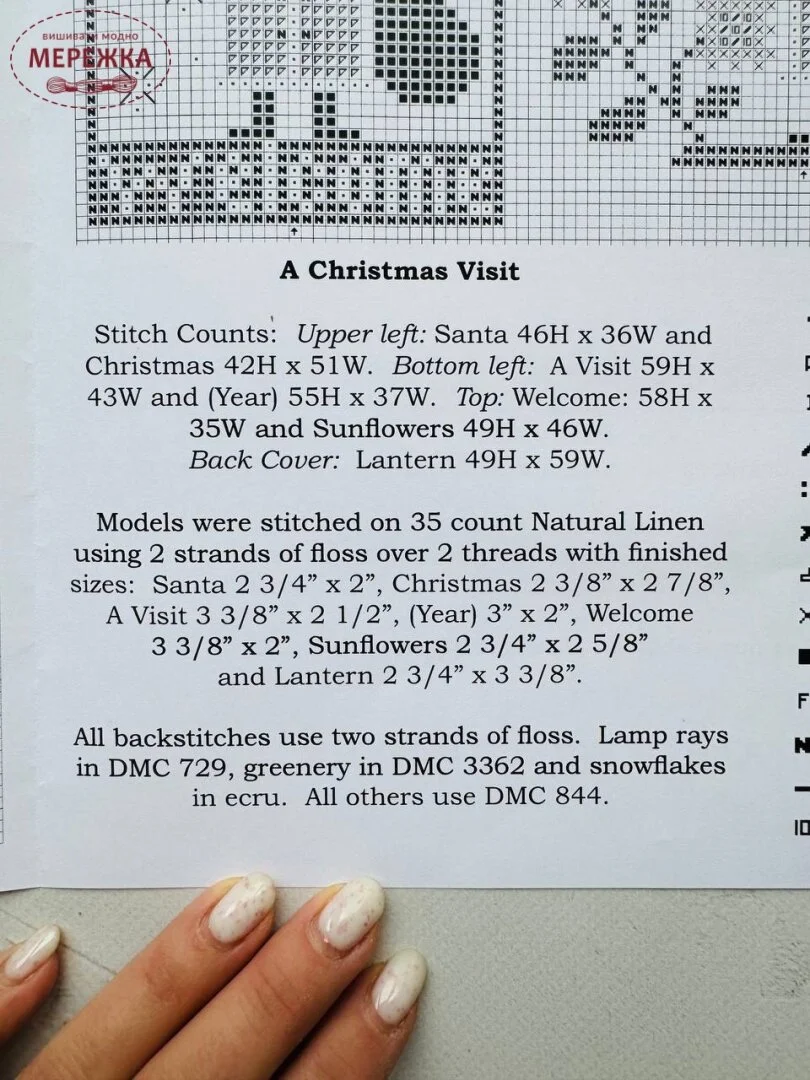 вишивати модно
МЕРЕЖКА
A Christmas Visit
Stitch Counts: Upper left: Santa 46H x 36W and
Christmas 42H x 51W. Bottom left: A Visit 59H x
43W and (Year) 55H x 37W. Top: Welcome: 58H x
35W and Sunflowers 49H x 46W.
Back Cover: Lantern 49H x 59W.
Models were stitched on 35 count Natural Linen
using 2 strands of floss over 2 threads with finished
sizes: Santa 2 3/4” x 2”, Christmas 2 3/8” x 2 7/8”,
A Visit 3 3/8” x 2 1/2”, (Year) 3” x 2”, Welcome
3 3/8” x 2”, Sunflowers 2 3/4” x 2 5/8”
and Lantern 2 3/4” x 3 3/8”.
All backstitches use two strands of floss. Lamp rays
in DMC 729, greenery in DMC 3362 and snowflakes
in ecru. All others use DMC 844.